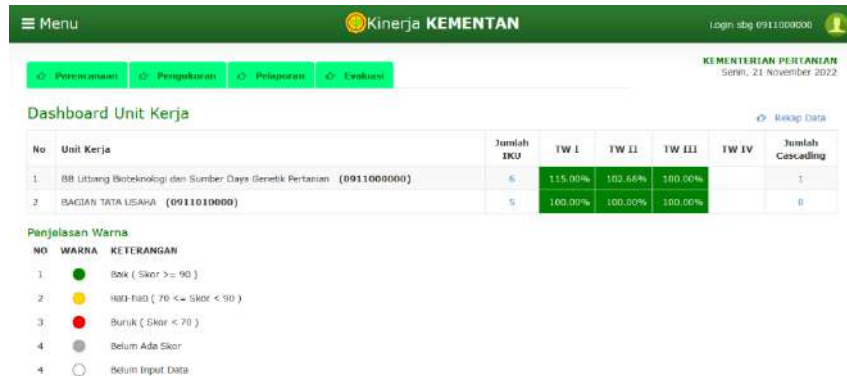 Menu
Kinerja KEMENTAN
Login sbg 0911000000
KEMENTERIAN PERTANIAN
Senin, 21 November 2022
Perencanaan Pengukuran Pelaporan Evaluasi
Dashboard Unit Kerja
Rekap Data
No Unit Kerja Jumlah IKU TW I TW II TW III TW IV Jumlah Cascading
1 BB Litbang Bioteknologi dan Sumber Daya Genetik Pertanian (0911000000) 6 115.00% 102.66% 100.00% 1
2 BAGIAN TATA USAHA (0911010000) 5 100.00% 100.00% 100.00% 0
Penjelasan Warna
NO WARNA KETERANGAN
1 Baik ( Skor >= 90 )
2 Hati-hati ( 70 <= Skor < 90 )
3 Buruk ( Skor < 70 )
4 Belum Ada Skor
4 Belum Input Data